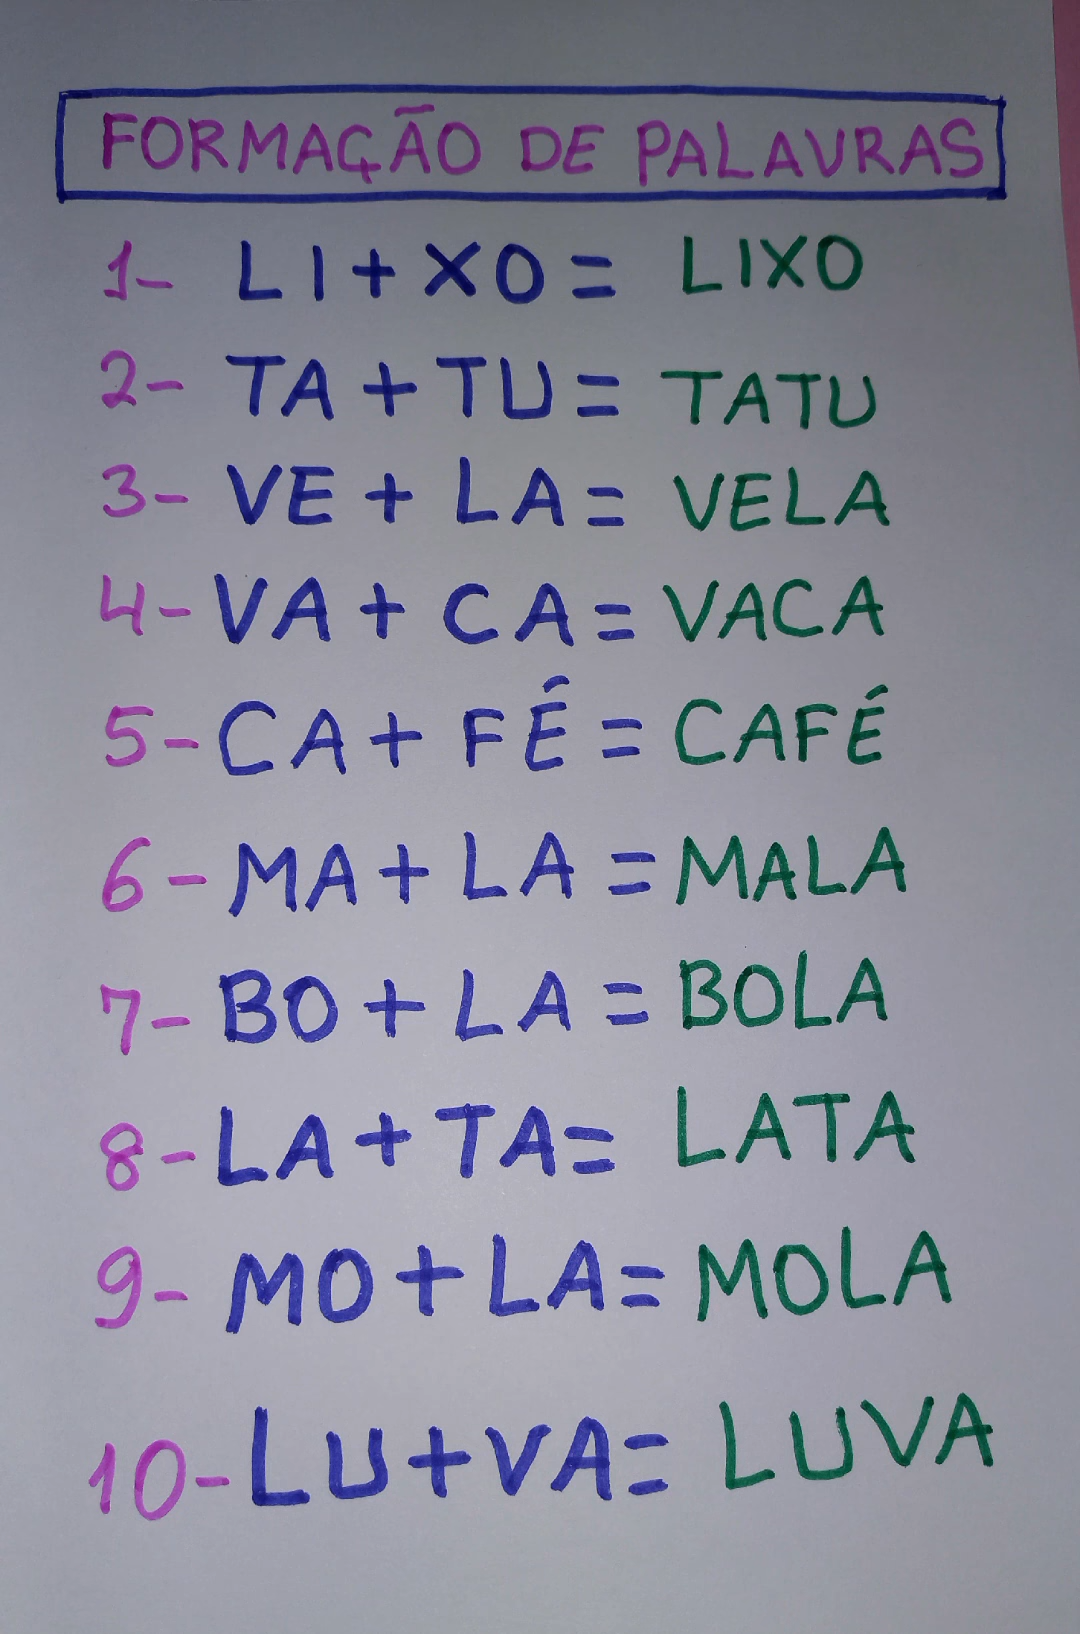 FORMAÇÃO DE PALAVRAS
1- LI + XO = LIXO
2- TA + TU = TATU
3- VE + LA = VELA
4- VA + CA = VACA
5- CA + FÉ = CAFÉ
6- MA + LA = MALA
7- BO + LA = BOLA
8- LA + TA = LATA
9- MO + LA = MOLA
10- LU + VA = LUVA